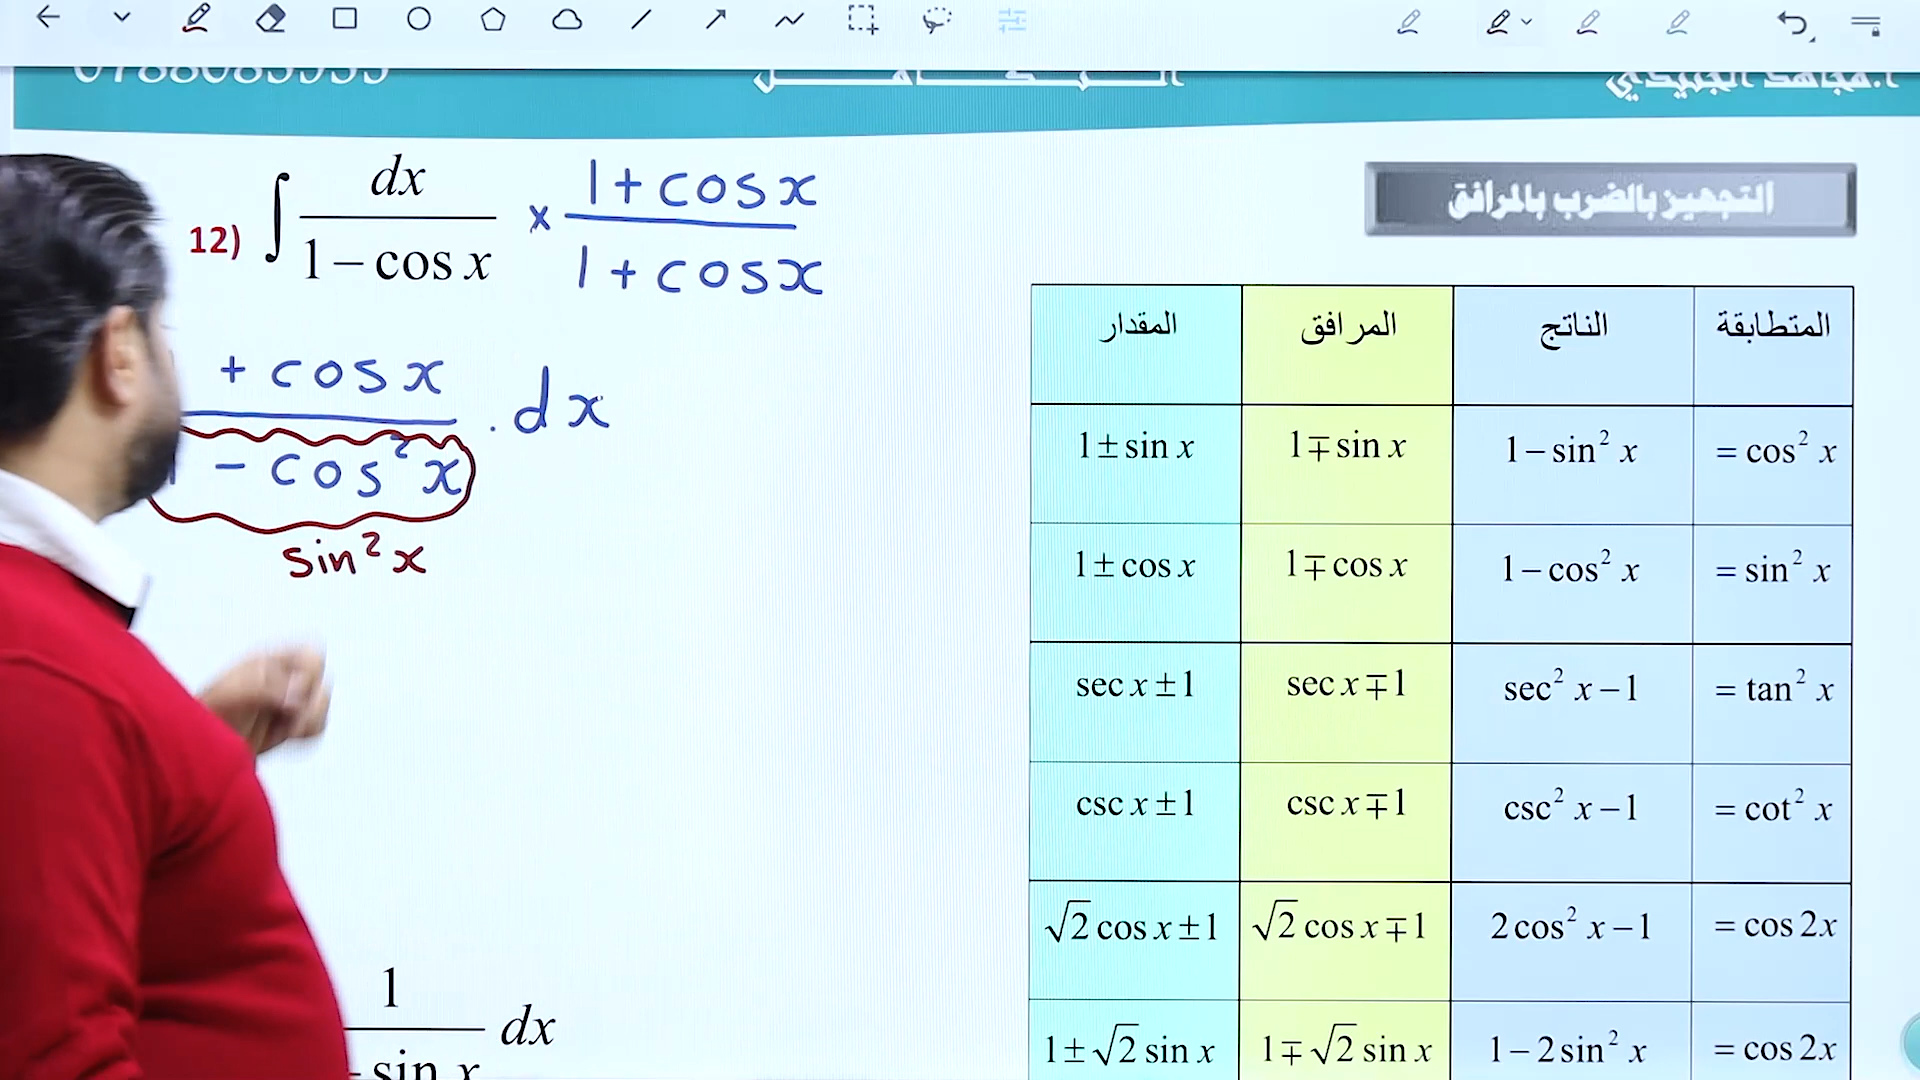 12) ∫ dx / 1 − cos x × 1 + cos x / 1 + cos x
+ cos x / − cos² x . dx
sin² x
1 / sin x dx
التجهيز بالضرب بالمرافق
المقدار المرافق الناتج المتطابقة
1 ± sin x 1 ∓ sin x 1 − sin² x = cos² x
1 ± cos x 1 ∓ cos x 1 − cos² x = sin² x
sec x ± 1 sec x ∓ 1 sec² x − 1 = tan² x
csc x ± 1 csc x ∓ 1 csc² x − 1 = cot² x
√2 cos x ± 1 √2 cos x ∓ 1 2 cos² x − 1 = cos 2x
1 ± √2 sin x 1 ∓ √2 sin x 1 − 2 sin² x = cos 2x